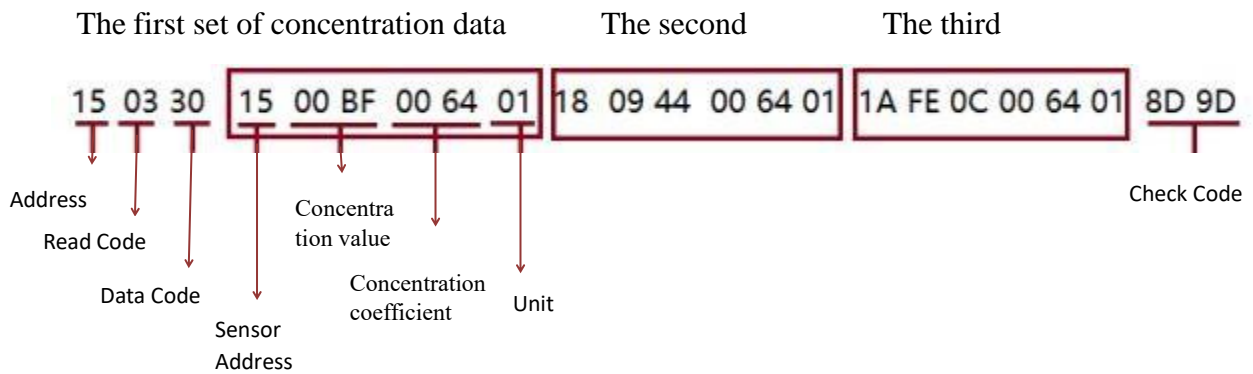 The first set of concentration data The second The third
15 03 30 15 00 BF 00 64 01 18 09 44 00 64 01 1A FE 0C 00 64 01 8D 9D
Address
Read Code
Data Code
Sensor
Address
Concentra
tion value
Concentration
coefficient
Unit
Check Code